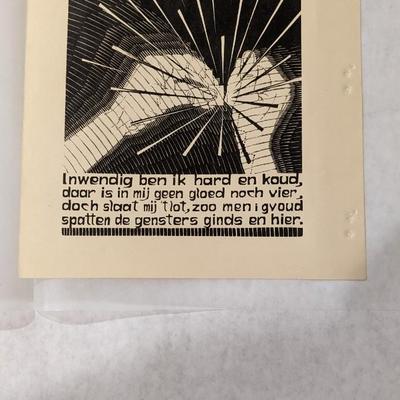 Inwendig ben ik hard en koud,
daar is in mij geen gloed noch vier,
doch slaat mij tlot, zoo men i gvoud
spatten de gensters ginds en hier.